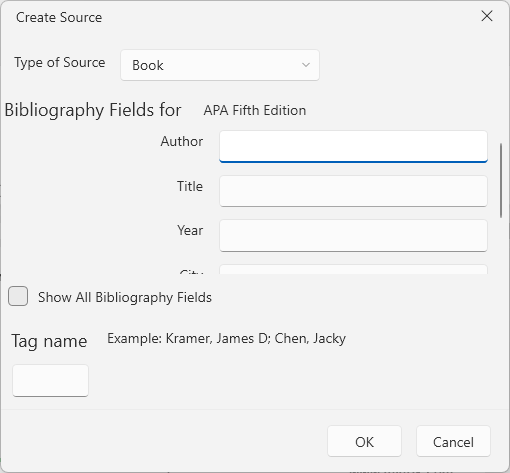 Create Source
Type of Source
Book
Bibliography Fields for APA Fifth Edition
Author
Title
Year
City
Show All Bibliography Fields
Tag name
Example: Kramer, James D; Chen, Jacky
OK
Cancel